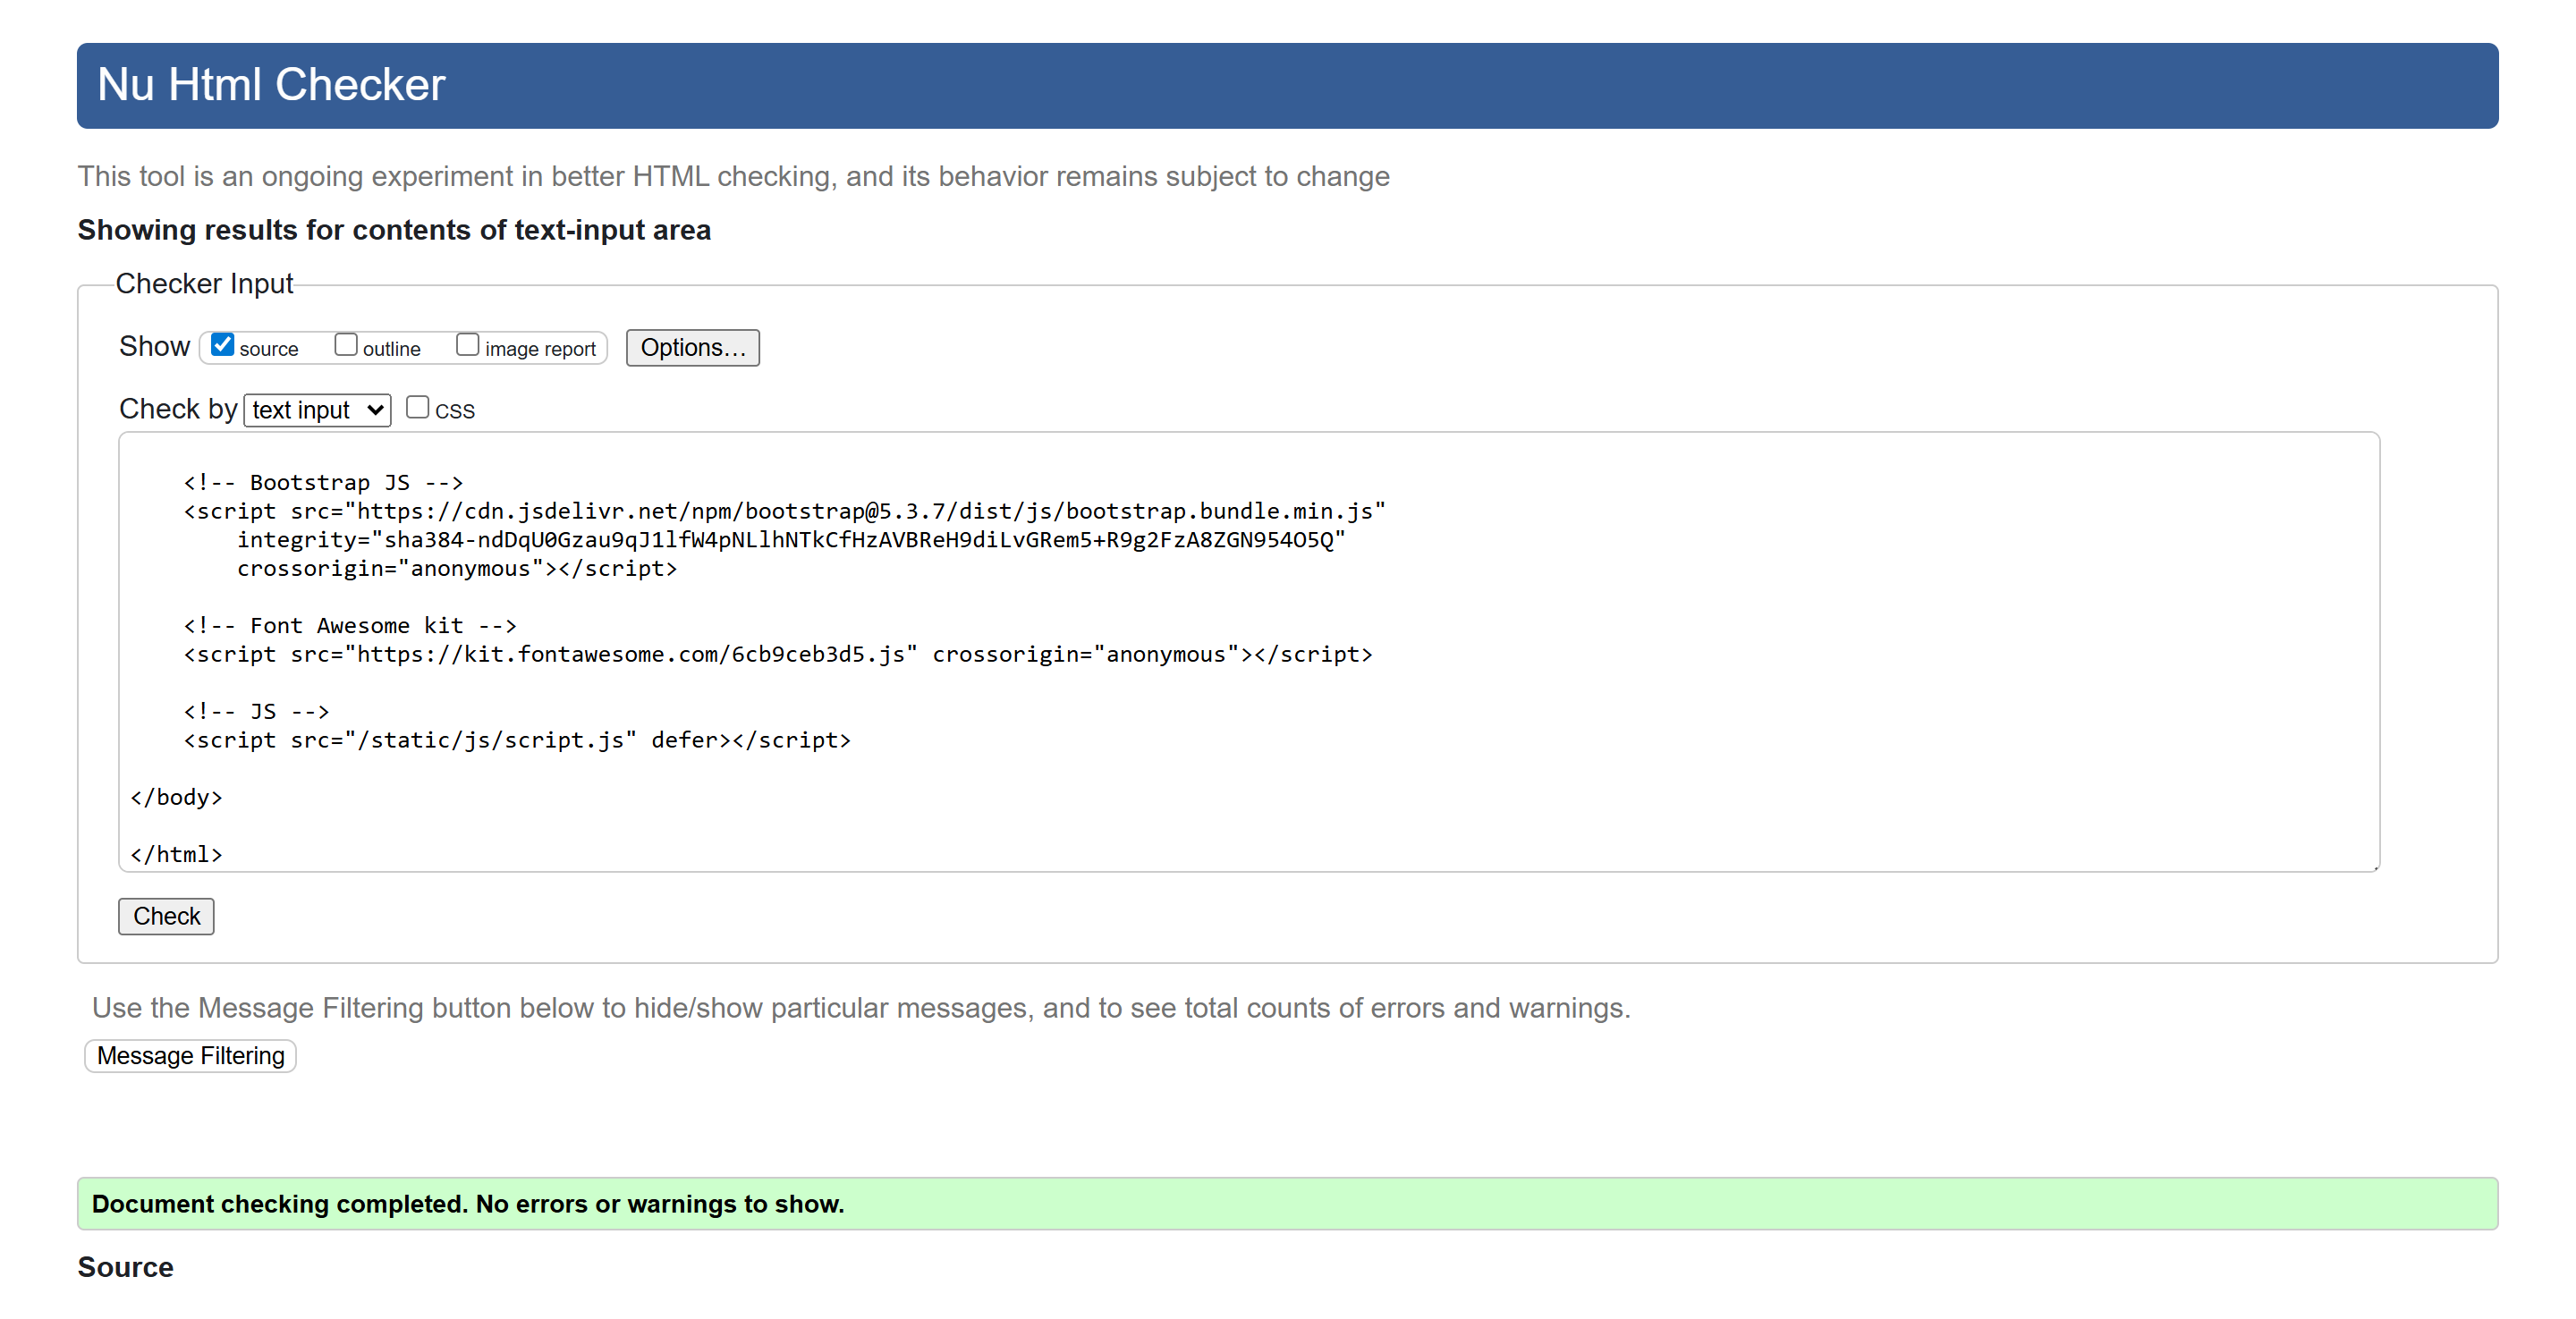 Nu Html Checker
This tool is an ongoing experiment in better HTML checking, and its behavior remains subject to change
Showing results for contents of text-input area
Checker Input
Show source outline image report Options...
Check by text input CSS
<!-- Bootstrap JS -->
<script src="https://cdn.jsdelivr.net/npm/bootstrap@5.3.7/dist/js/bootstrap.bundle.min.js"
integrity="sha384-ndDqU0Gzau9qJ1lfW4pNLlhNTkCfHzAVBReH9diLvGRem5+R9g2FzA8ZGN954O5Q"
crossorigin="anonymous"></script>
<!-- Font Awesome kit -->
<script src="https://kit.fontawesome.com/6cb9ceb3d5.js" crossorigin="anonymous"></script>
<!-- JS -->
<script src="/static/js/script.js" defer></script>
</body>
</html>
Check
Use the Message Filtering button below to hide/show particular messages, and to see total counts of errors and warnings.
Message Filtering
Document checking completed. No errors or warnings to show.
Source